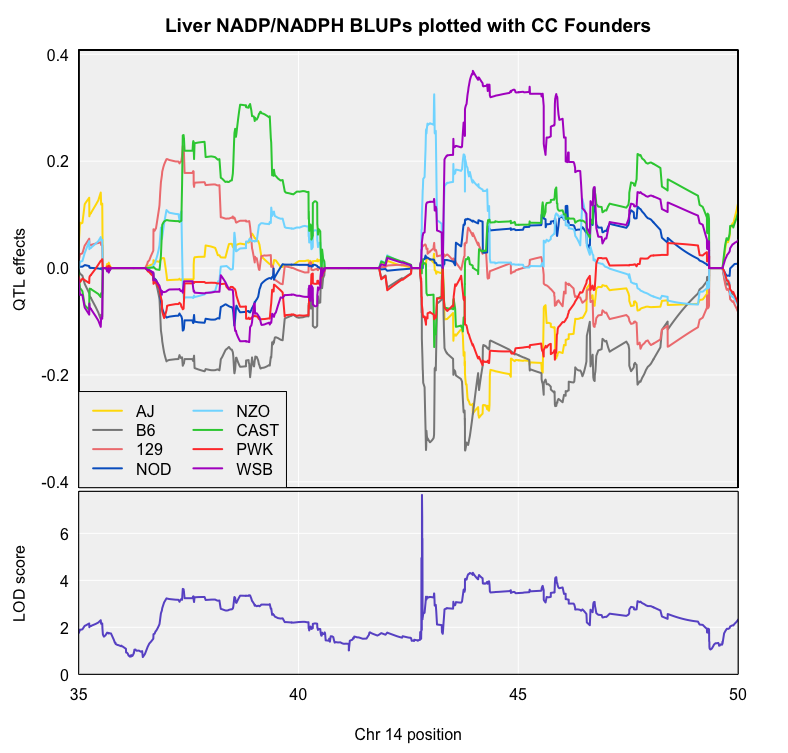 Liver NADP/NADPH BLUPs plotted with CC Founders
QTL effects
0.4
0.2
0.0
-0.2
-0.4
AJ
B6
129
NOD
NZO
CAST
PWK
WSB
LOD score
6
4
2
0
35
40
45
50
Chr 14 position